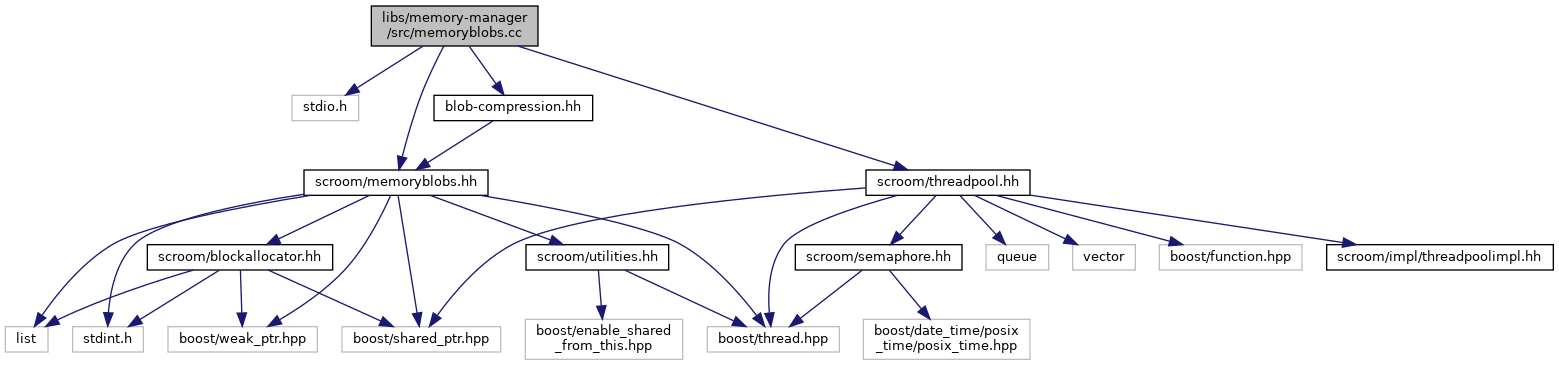 libs/memory-manager
/src/memoryblobs.cc
stdio.h
blob-compression.hh
scroom/memoryblobs.hh
scroom/threadpool.hh
scroom/blockallocator.hh
scroom/utilities.hh
scroom/semaphore.hh
queue
vector
boost/function.hpp
scroom/impl/threadpoolimpl.hh
list
stdint.h
boost/weak_ptr.hpp
boost/shared_ptr.hpp
boost/enable_shared
_from_this.hpp
boost/thread.hpp
boost/date_time/posix
_time/posix_time.hpp